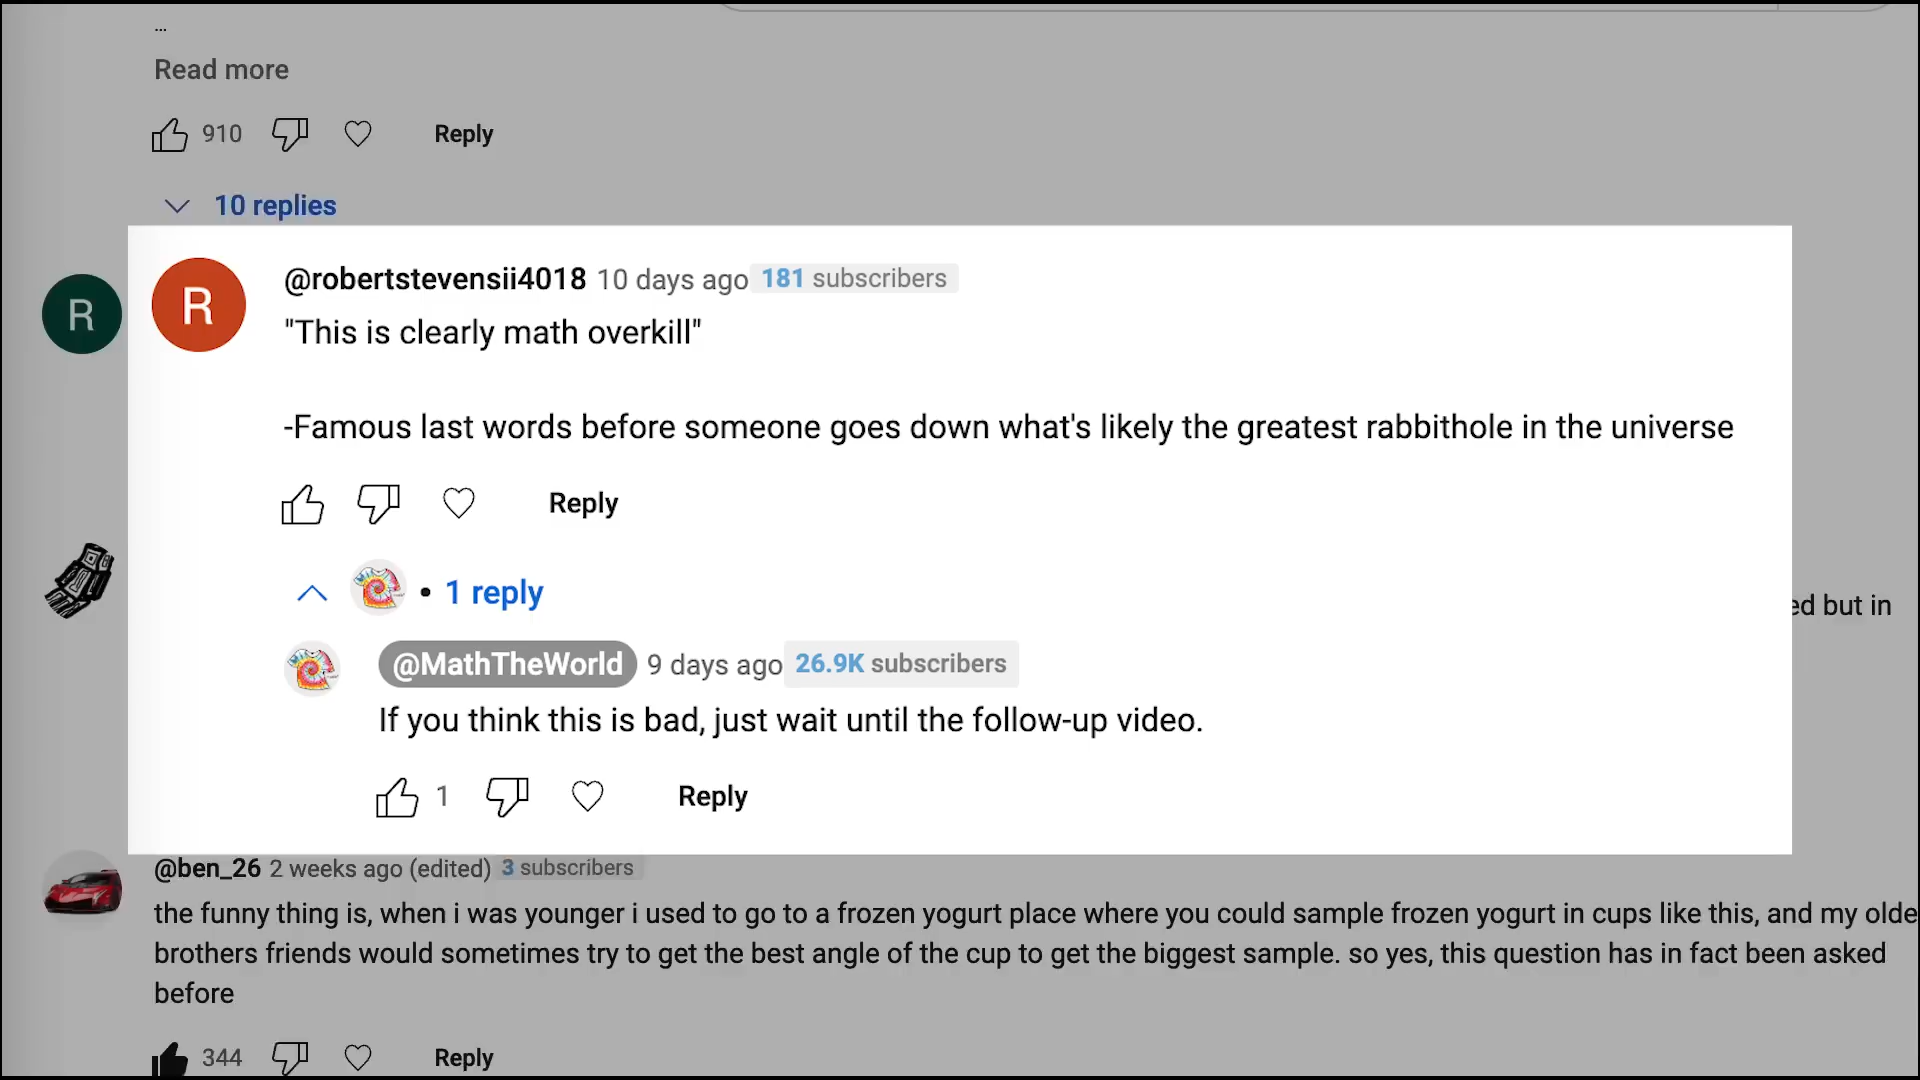 ...
Read more
910 Reply
10 replies
R
R
@robertstevensii4018 10 days ago 181 subscribers
"This is clearly math overkill"
-Famous last words before someone goes down what's likely the greatest rabbithole in the universe
Reply
• 1 reply
ed but in
@MathTheWorld 9 days ago 26.9K subscribers
If you think this is bad, just wait until the follow-up video.
1 Reply
@ben_26 2 weeks ago (edited) 3 subscribers
the funny thing is, when i was younger i used to go to a frozen yogurt place where you could sample frozen yogurt in cups like this, and my olde
brothers friends would sometimes try to get the best angle of the cup to get the biggest sample. so yes, this question has in fact been asked
before
344 Reply